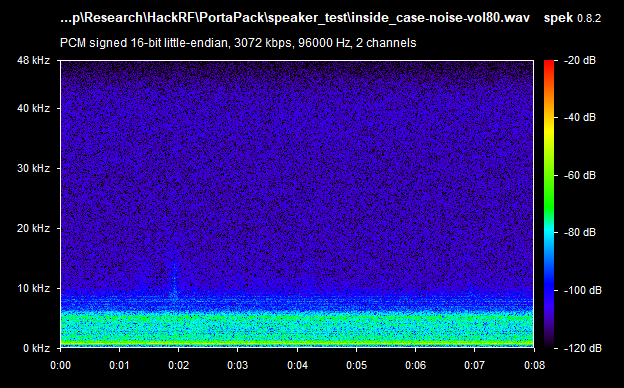 ...p\Research\HackRF\PortaPack\speaker_test\inside_case-noise-vol80.wav spek 0.8.2
PCM signed 16-bit little-endian, 3072 kbps, 96000 Hz, 2 channels
48 kHz -20 dB
40 kHz -40 dB
30 kHz -60 dB
20 kHz -80 dB
10 kHz -100 dB
0 kHz -120 dB
0:00 0:01 0:02 0:03 0:04 0:05 0:06 0:07 0:08